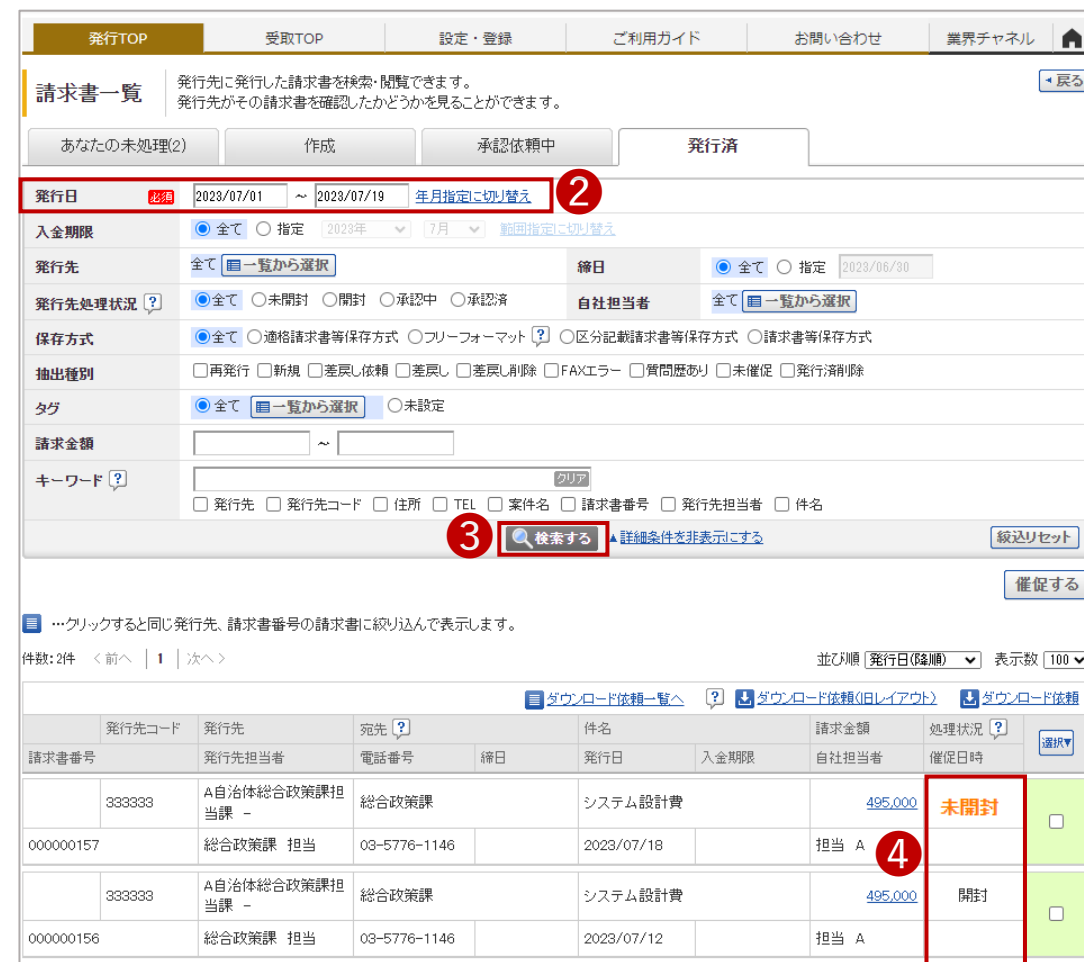 発行TOP 受取TOP 設定・登録 ご利用ガイド お問い合わせ 業界チャネル
請求書一覧 発行先に発行した請求書を検索・閲覧できます。 戻る
発行先がその請求書を確認したかどうかを見ることができます。
あなたの未処理(2) 作成 承認依頼中 発行済
発行日 必須 2023/07/01 ～ 2023/07/19 年月指定に切り替え 2
入金期限 全て 指定 2023年 7月 範囲指定に切り替え
発行先 全て 一覧から選択 締日 全て 指定 2023/06/30
発行先処理状況 ? 全て 未開封 開封 承認中 承認済 自社担当者 全て 一覧から選択
保存方式 全て 適格請求書等保存方式 フリーフォーマット ? 区分記載請求書等保存方式 請求書等保存方式
抽出種別 再発行 新規 差戻し依頼 差戻し 差戻し削除 FAXエラー 質問歴あり 未催促 発行済削除
タグ 全て 一覧から選択 未設定
請求金額 ～
キーワード ? クリア
発行先 発行先コード 住所 TEL 案件名 請求書番号 発行先担当者 件名
3 検索する ▲詳細条件を非表示にする 絞込リセット
催促する
…クリックすると同じ発行先、請求書番号の請求書に絞り込んで表示します。
件数:2件 〈前へ | 1 | 次へ〉 並び順 発行日(降順) 表示数 100
ダウンロード依頼一覧へ ? ダウンロード依頼(旧レイアウト) ダウンロード依頼
発行先コード 発行先 宛先 ? 件名 請求金額 処理状況 ? 選択▼
請求書番号 発行先担当者 電話番号 締日 発行日 入金期限 自社担当者 催促日時
333333 A自治体総合政策課担当課 － 総合政策課 システム設計費 495,000 未開封
000000157 総合政策課 担当 03-5776-1146 2023/07/18 担当 A 4
333333 A自治体総合政策課担当課 － 総合政策課 システム設計費 495,000 開封
000000156 総合政策課 担当 03-5776-1146 2023/07/12 担当 A